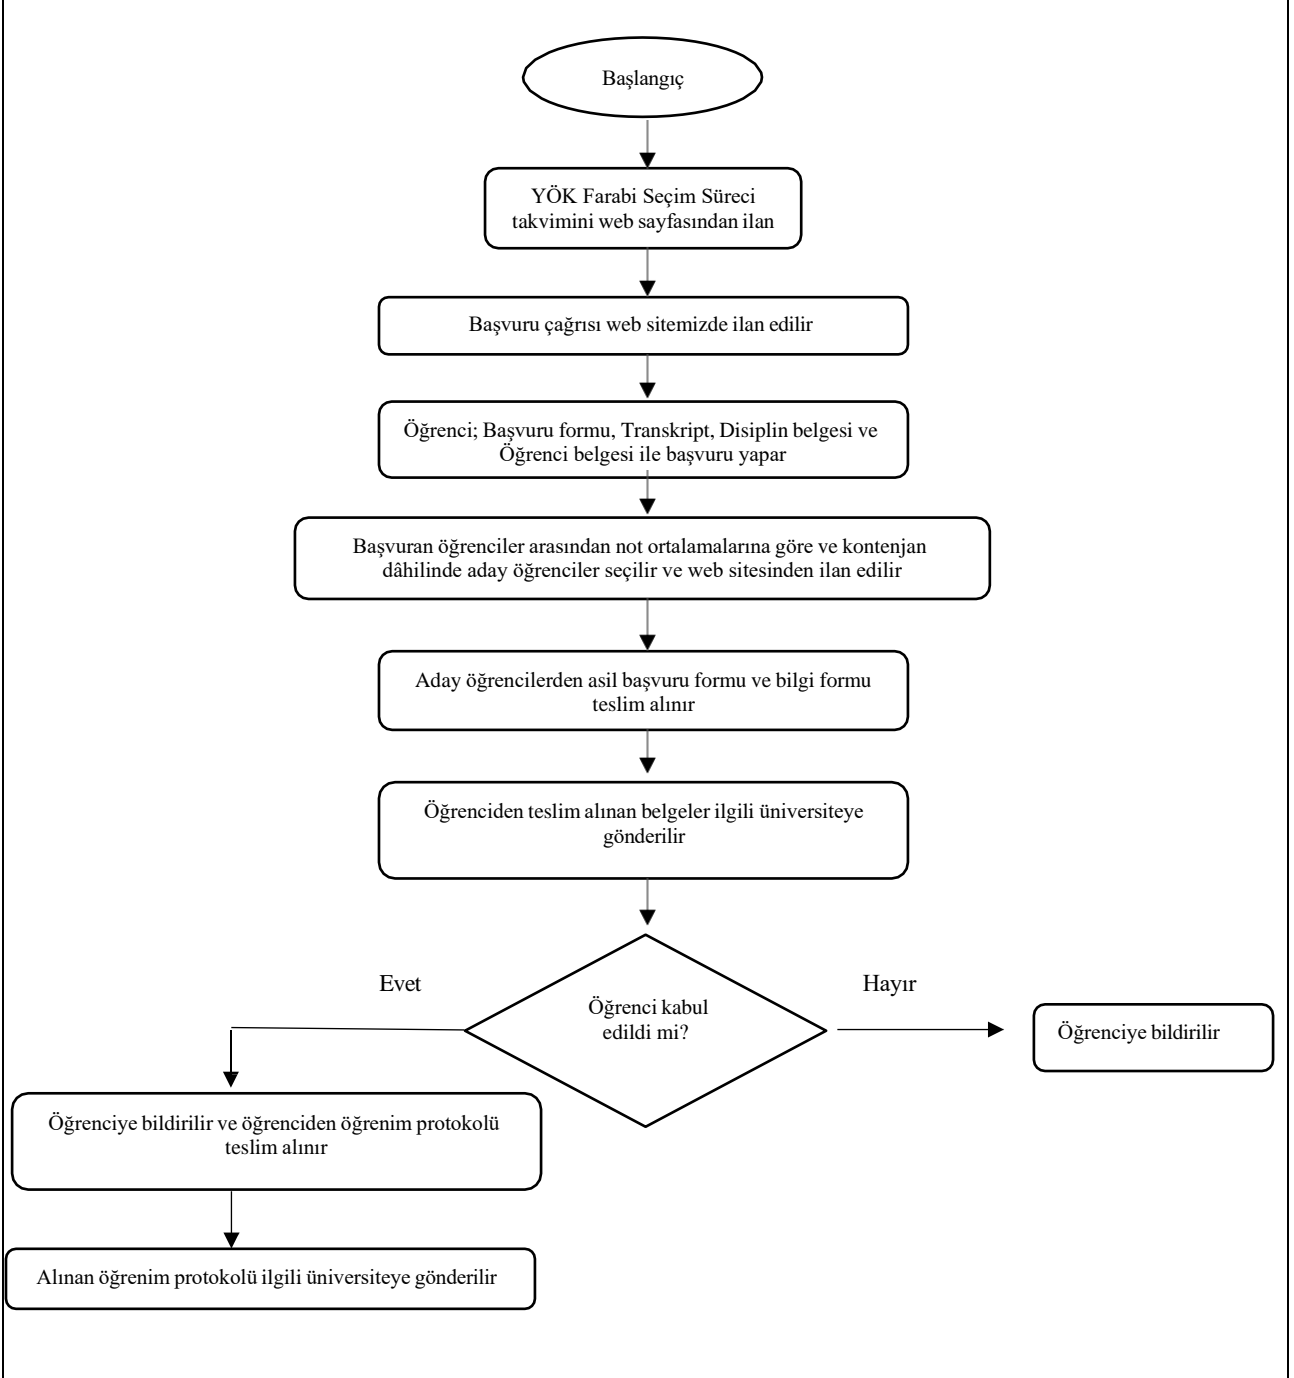 Başlangıç
YÖK Farabi Seçim Süreci
takvimini web sayfasından ilan
Başvuru çağrısı web sitemizde ilan edilir
Öğrenci; Başvuru formu, Transkript, Disiplin belgesi ve
Öğrenci belgesi ile başvuru yapar
Başvuran öğrenciler arasından not ortalamalarına göre ve kontenjan
dâhilinde aday öğrenciler seçilir ve web sitesinden ilan edilir
Aday öğrencilerden asil başvuru formu ve bilgi formu
teslim alınır
Öğrenciden teslim alınan belgeler ilgili üniversiteye
gönderilir
Evet
Hayır
Öğrenci kabul
edildi mi?
Öğrenciye bildirilir
Öğrenciye bildirilir ve öğrenciden öğrenim protokolü
teslim alınır
Alınan öğrenim protokolü ilgili üniversiteye gönderilir